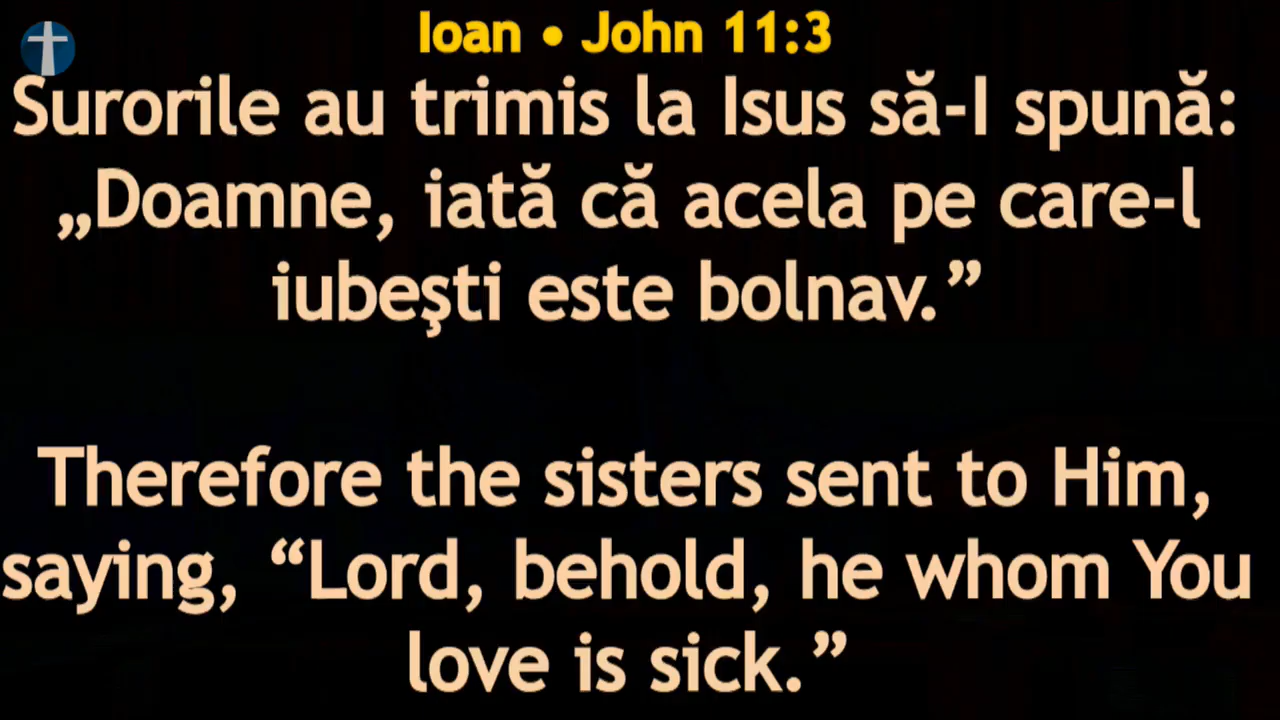 Ioan • John 11:3
Surorile au trimis la Isus să-I spună:
„Doamne, iată că acela pe care-l
iubeşti este bolnav.”
Therefore the sisters sent to Him,
saying, “Lord, behold, he whom You
love is sick.”